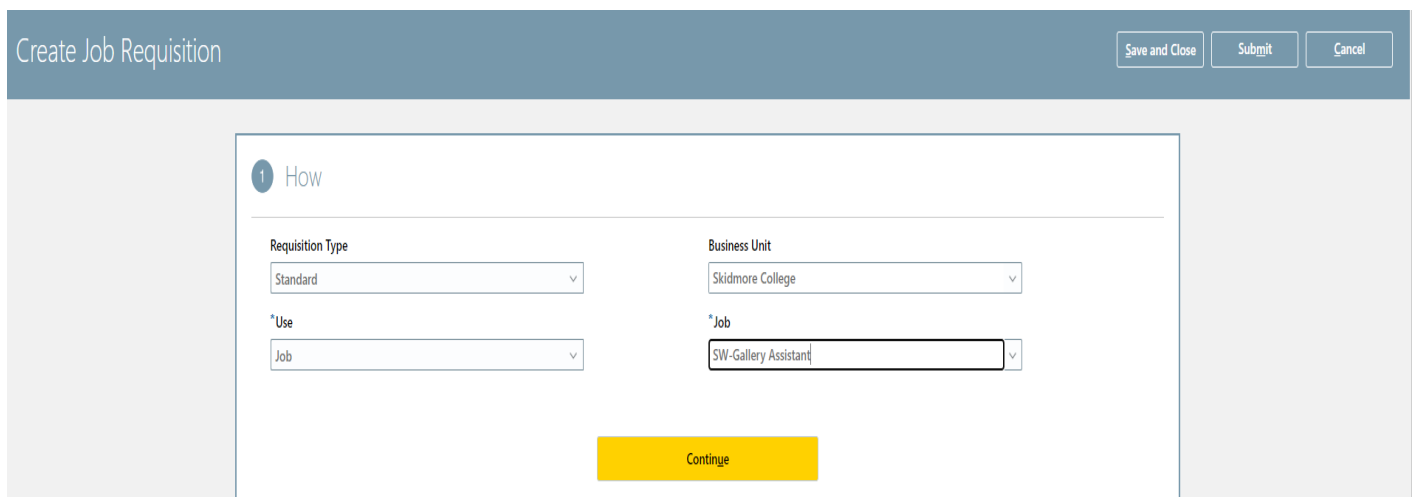 Create Job Requisition
Save and Close Submit Cancel
1 How
Requisition Type Business Unit
Standard Skidmore College
*Use *Job
Job SW-Gallery Assistant
Continue